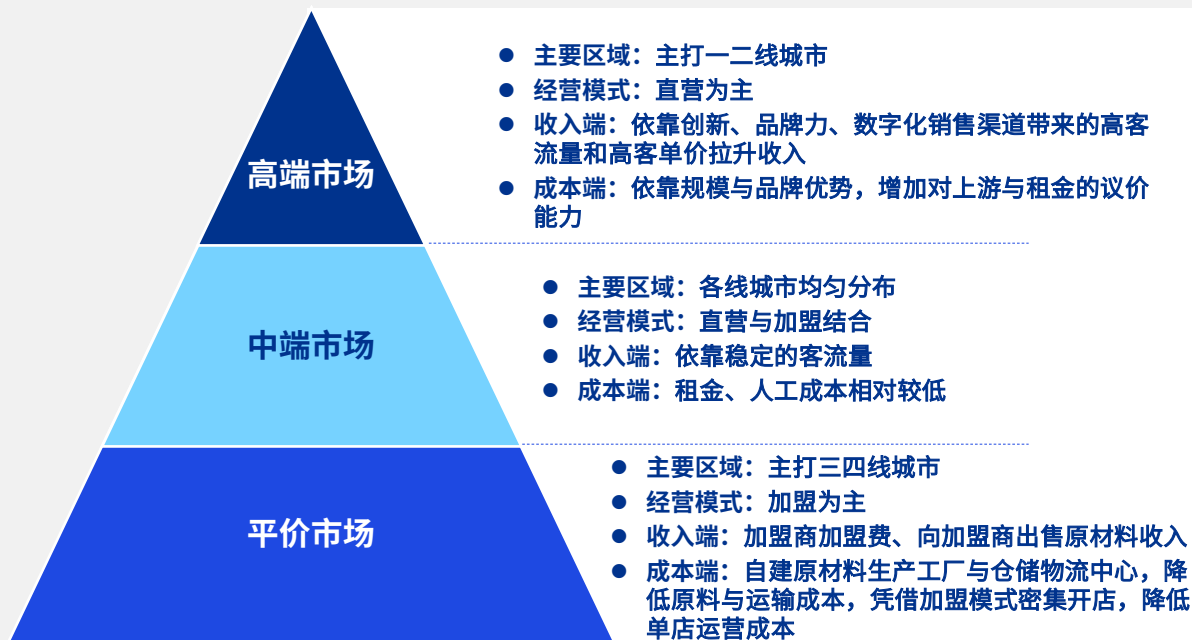 主要区域：主打一二线城市
经营模式：直营为主
收入端：依靠创新、品牌力、数字化销售渠道带来的高客
流量和高客单价拉升收入
高端市场
成本端：依靠规模与品牌优势，增加对上游与租金的议价
能力
主要区域：各线城市均匀分布
经营模式：直营与加盟结合
中端市场
收入端：依靠稳定的客流量
成本端：租金、人工成本相对较低
主要区域：主打三四线城市
经营模式：加盟为主
平价市场
收入端：加盟商加盟费、向加盟商出售原材料收入
成本端：自建原材料生产工厂与仓储物流中心，降
低原料与运输成本，凭借加盟模式密集开店，降低
单店运营成本